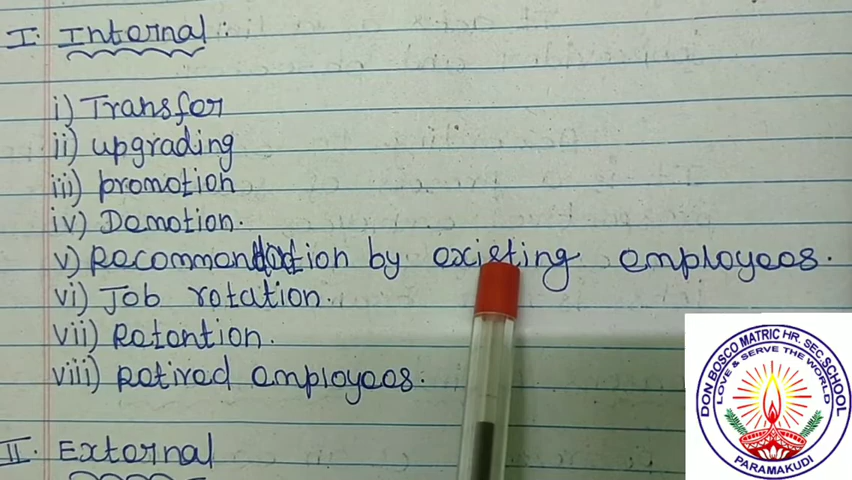 I. Internal:
i) Transfer
ii) upgrading
iii) promotion
iv) Demotion.
v) Recommendation by existing employees.
vi) Job rotation.
vii) Retention.
viii) Retired employees.
II. External
DON BOSCO MATRIC HR. SEC. SCHOOL
LOVE & SERVE THE WORLD
PARAMAKUDI